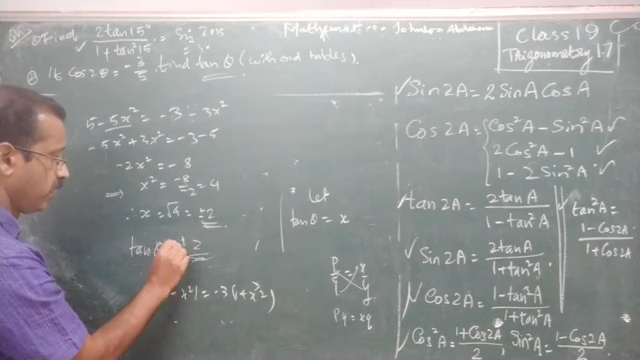 Find 2tan15° / 1+tan²15 = Sin
Class 19
Trigonometry 17
If Cos2θ = -3/5, find tanθ (without tables).
5-5x² = -3-3x²
-5x²+3x² = -3-5
-2x² = -8
⇒ x² = -8/-2 = 4
∴ x = √4 = ±2
tanθ 2
* Let
tanθ = x
x²) = -3(1+x²)
p/q = x/y
py = xq
✓ Sin2A = 2SinA CosA
Cos2A = { Cos²A - Sin²A ✓
2Cos²A - 1 ✓
1 - 2Sin²A ✓
tan2A = 2tanA / 1-tan²A
✓ Sin2A = 2tanA / 1+tan²A
✓ Cos2A = 1-tan²A / 1+tan²A
✓ Cos²A = 1+Cos2A / 2, Sin²A = 1-Cos2A / 2
tan²A = 1-Cos2A / 1+Cos2A